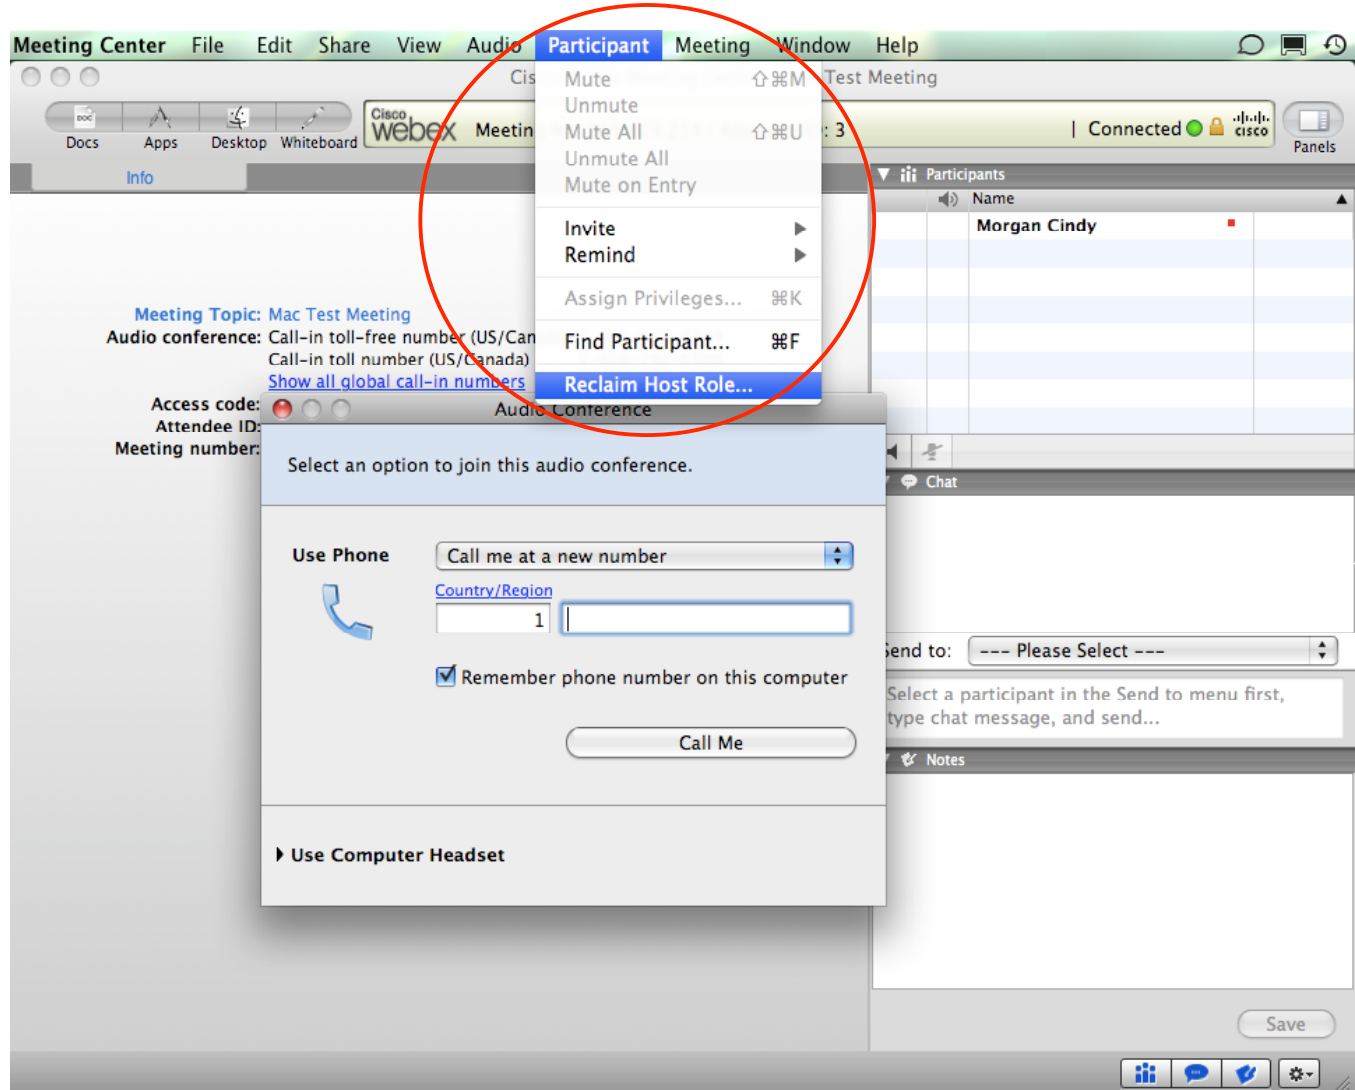 Meeting Center File Edit Share View Audio Participant Meeting Window Help
Cis Test Meeting
Docs Apps Desktop Whiteboard
DOC
Cisco
webex Meetin : 3 | Connected cisco
Panels
Mute ⇧⌘M
Unmute
Mute All ⇧⌘U
Unmute All
Mute on Entry
Invite
Remind
Assign Privileges... ⌘K
Find Participant... ⌘F
Reclaim Host Role...
Info
Meeting Topic: Mac Test Meeting
Audio conference: Call-in toll-free number (US/Can
Call-in toll number (US/Canada)
Show all global call-in numbers
Access code:
Attendee ID:
Meeting number:
Audio Conference
Select an option to join this audio conference.
Use Phone Call me at a new number
Country/Region
1
Remember phone number on this computer
Call Me
Use Computer Headset
Participants
Name
Morgan Cindy
Chat
Send to: --- Please Select ---
Select a participant in the Send to menu first,
type chat message, and send...
Notes
Save